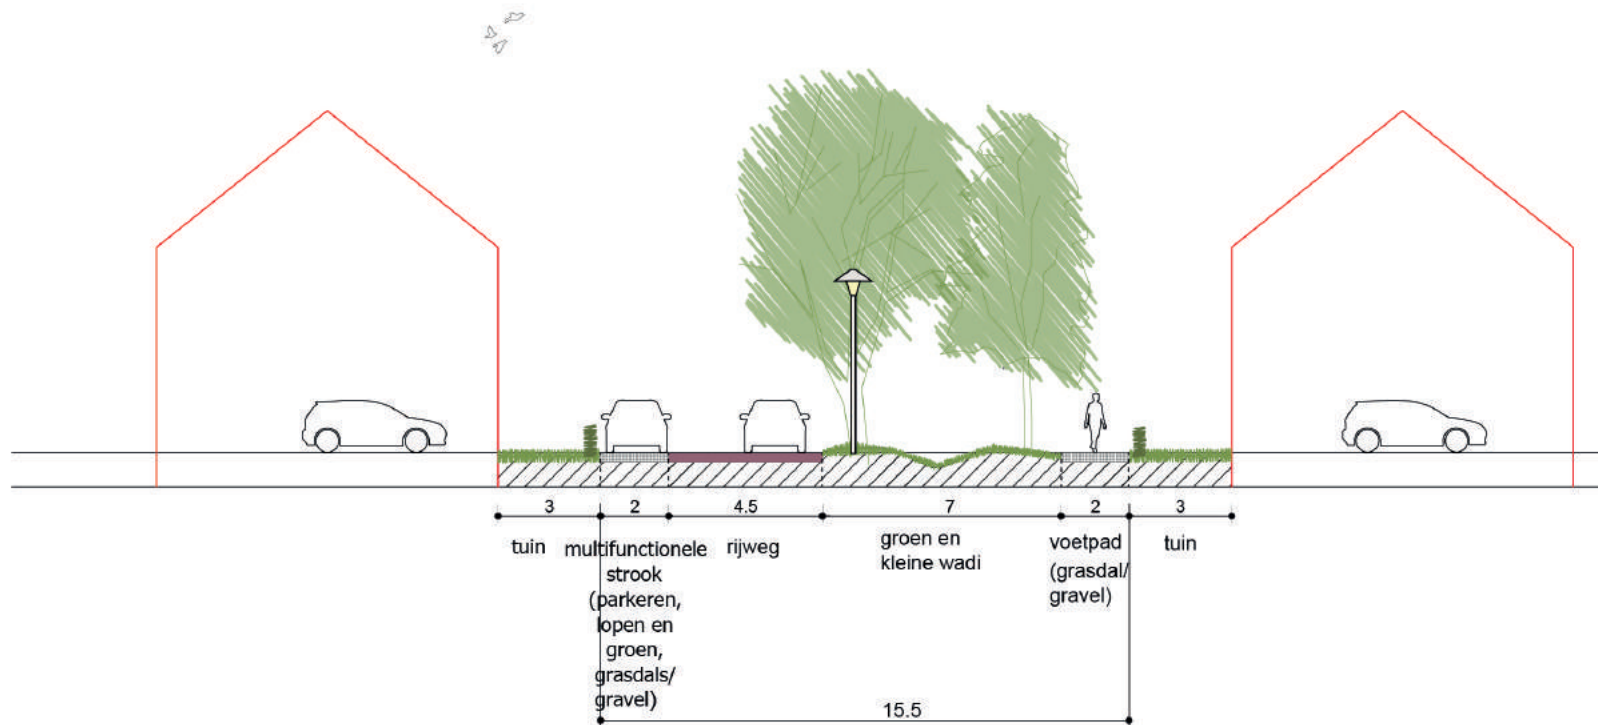 3
2
4.5
7
2
3
tuin
multifunctionele
strook
(parkeren,
lopen en
groen,
grasdals/
gravel)
rijweg
groen en
kleine wadi
voetpad
(grasdal/
gravel)
tuin
15.5